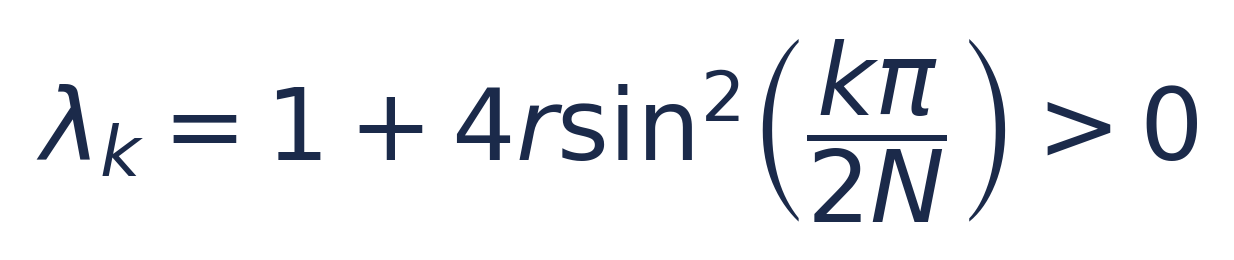 λ_k = 1 + 4r sin²(kπ/2N) > 0